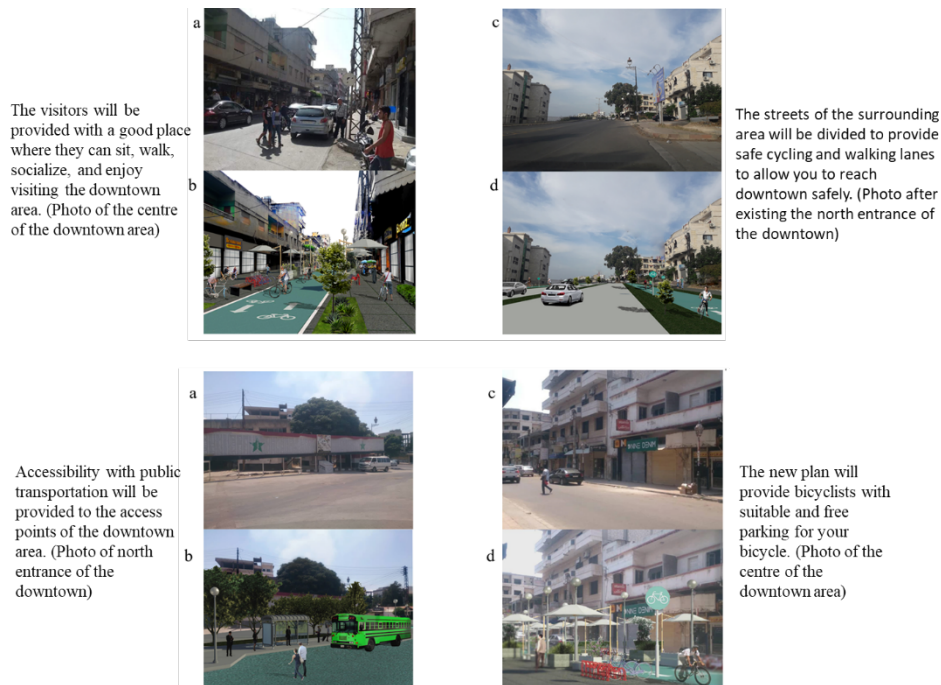 a
c
The visitors will be
provided with a good place
where they can sit, walk,
socialize, and enjoy
visiting the downtown
area. (Photo of the centre
of the downtown area)
The streets of the surrounding
area will be divided to provide
safe cycling and walking lanes
to allow you to reach
downtown safely. (Photo after
existing the north entrance of
the downtown)
b
d
a
c
Accessibility with public
transportation will be
provided to the access
points of the downtown
area. (Photo of north
entrance of the
downtown)
The new plan will
provide bicyclists with
suitable and free
parking for your
bicycle. (Photo of the
centre of the
downtown area)
b
d